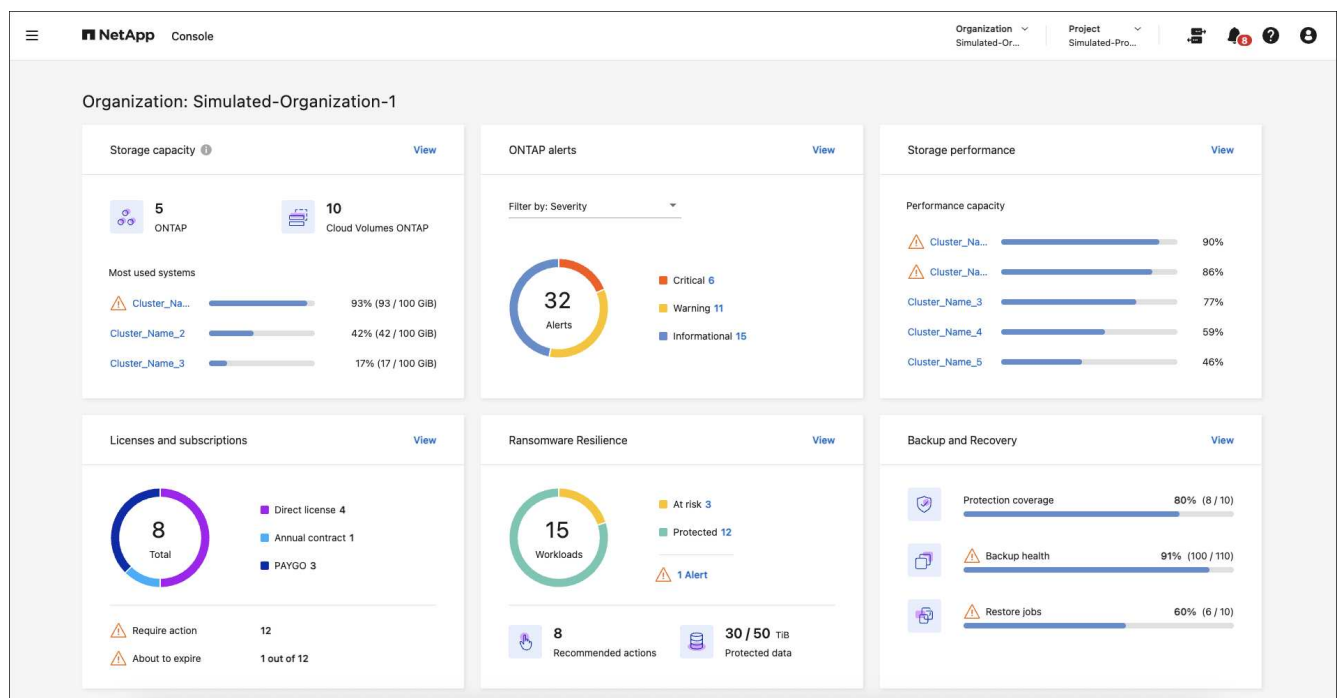 NetApp Console
Organization
Simulated-Or...
Project
Simulated-Pro...
8
Organization: Simulated-Organization-1
Storage capacity
View
5
ONTAP
10
Cloud Volumes ONTAP
Most used systems
Cluster_Na... 93% (93 / 100 GiB)
Cluster_Name_2 42% (42 / 100 GiB)
Cluster_Name_3 17% (17 / 100 GiB)
ONTAP alerts
View
Filter by: Severity
32
Alerts
Critical 6
Warning 11
Informational 15
Storage performance
View
Performance capacity
Cluster_Na... 90%
Cluster_Na... 86%
Cluster_Name_3 77%
Cluster_Name_4 59%
Cluster_Name_5 46%
Licenses and subscriptions
View
8
Total
Direct license 4
Annual contract 1
PAYGO 3
Require action 12
About to expire 1 out of 12
Ransomware Resilience
View
15
Workloads
At risk 3
Protected 12
1 Alert
8
Recommended actions
30 / 50 TiB
Protected data
Backup and Recovery
View
Protection coverage 80% (8 / 10)
Backup health 91% (100 / 110)
Restore jobs 60% (6 / 10)